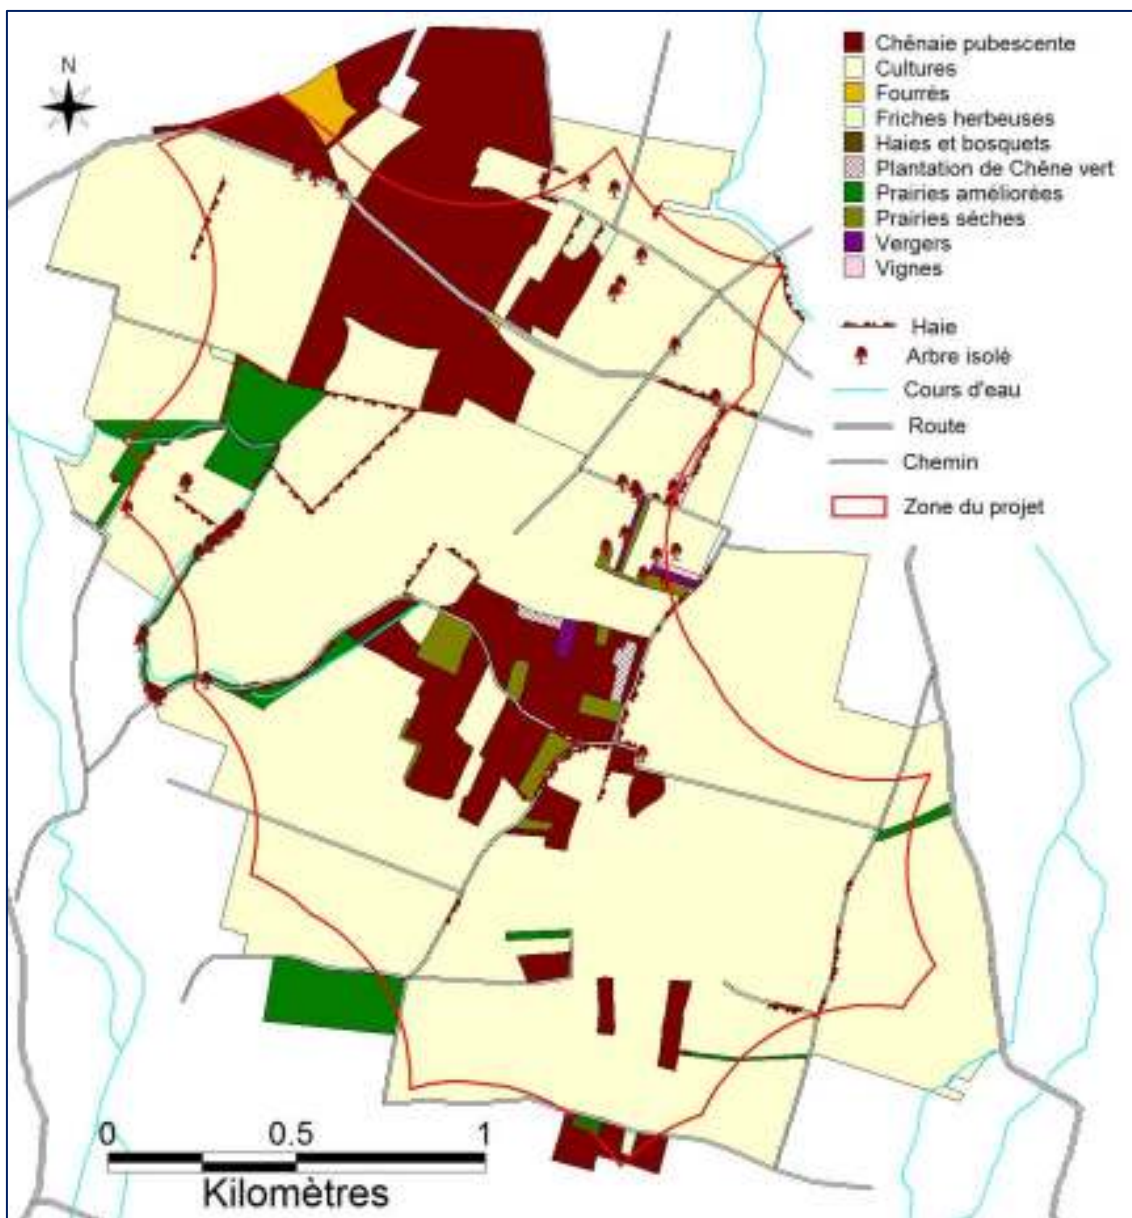 N
Chênaie pubescente
Cultures
Fourrés
Friches herbeuses
Haies et bosquets
Plantation de Chêne vert
Prairies améliorées
Prairies sèches
Vergers
Vignes
Haie
Arbre isolé
Cours d'eau
Route
Chemin
Zone du projet
0 0.5 1
Kilomètres